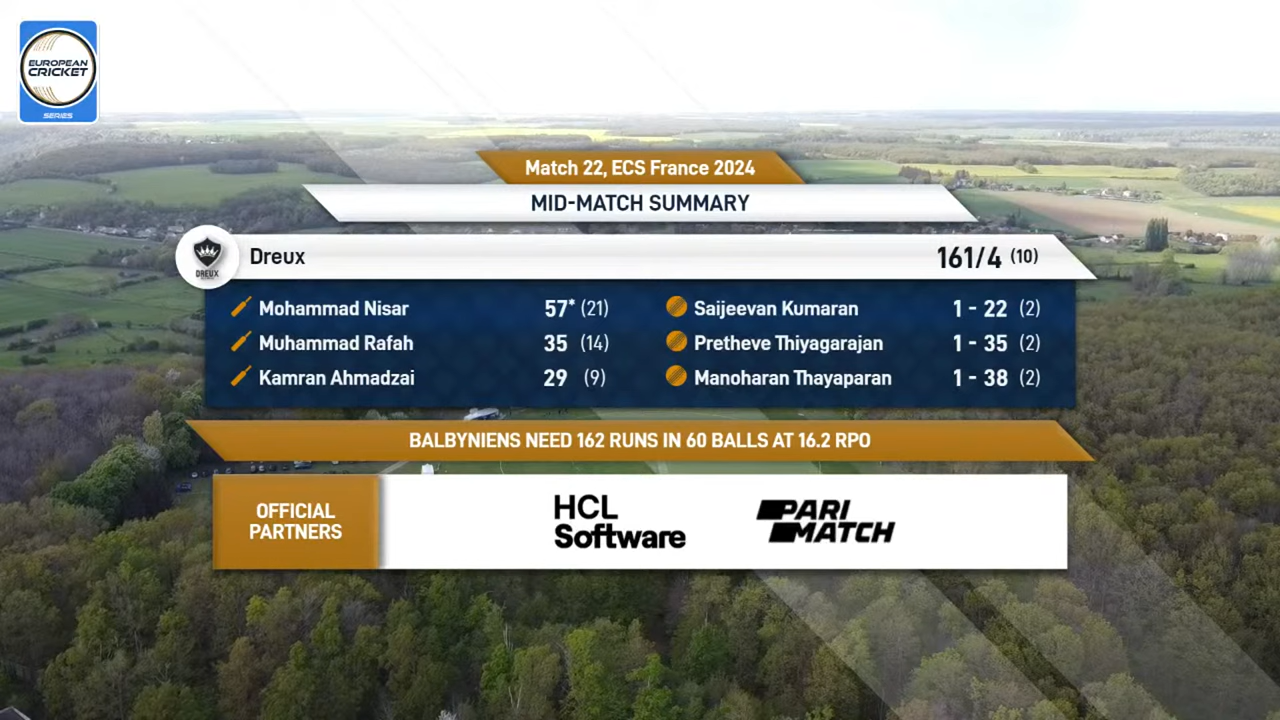 EUROPEAN
CRICKET
SERIES
Match 22, ECS France 2024
MID-MATCH SUMMARY
DREUX
Dreux 161/4 (10)
Mohammad Nisar 57* (21) Saijeevan Kumaran 1 - 22 (2)
Muhammad Rafah 35 (14) Pretheve Thiyagarajan 1 - 35 (2)
Kamran Ahmadzai 29 (9) Manoharan Thayaparan 1 - 38 (2)
BALBYNIENS NEED 162 RUNS IN 60 BALLS AT 16.2 RPO
OFFICIAL
PARTNERS
HCL
Software
PARI
MATCH